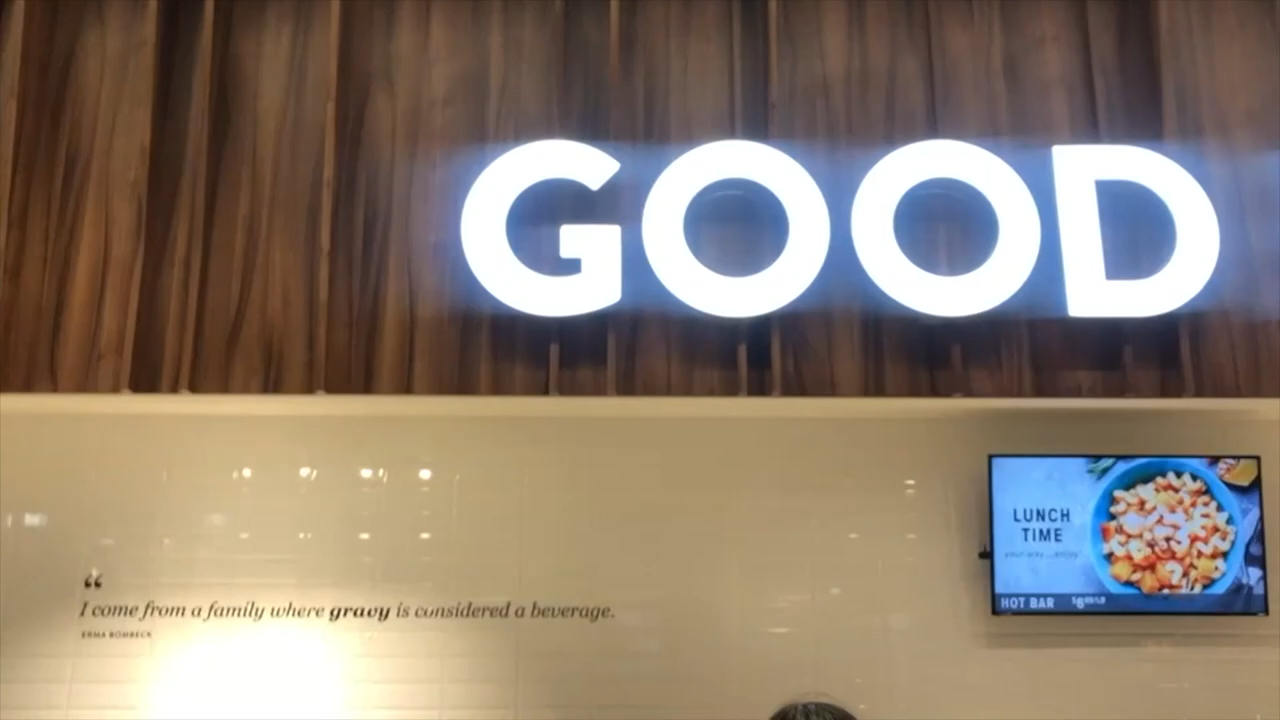 GOOD
“
I come from a family where gravy is considered a beverage.
ERMA BOMBECK
LUNCH
TIME
HOT BAR